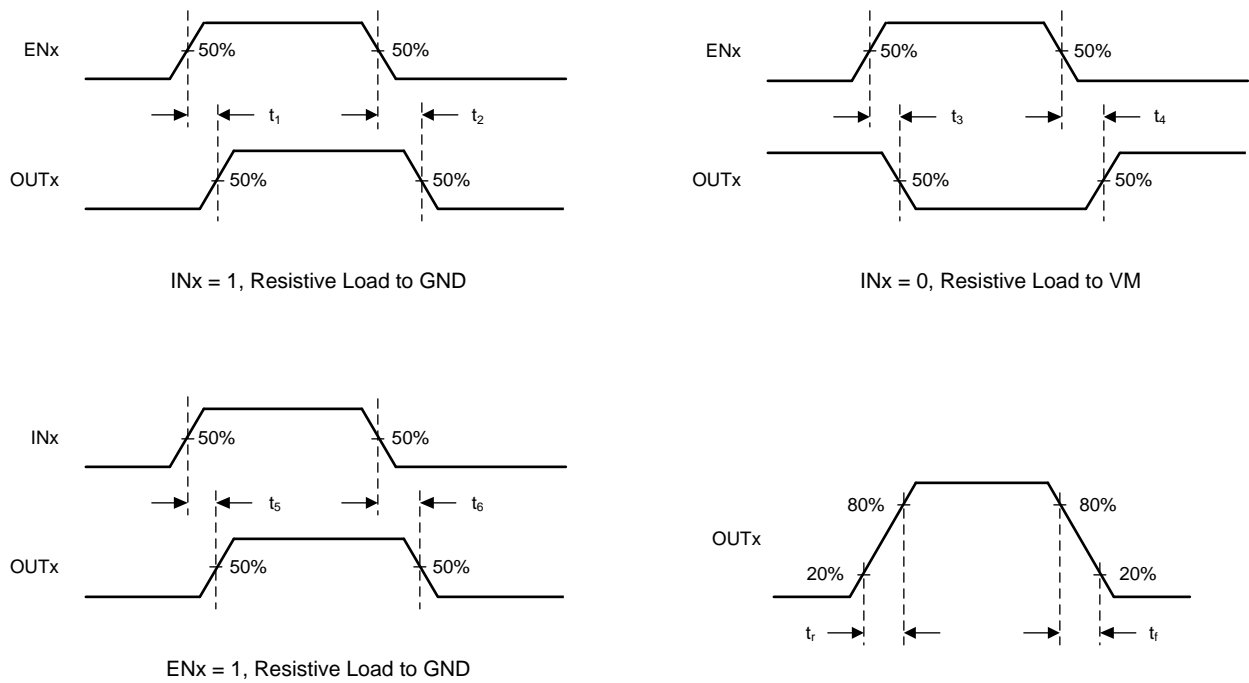 ENx 50% 50%
t1 t2
OUTx 50% 50%
INx = 1, Resistive Load to GND
ENx 50% 50%
t3 t4
OUTx 50% 50%
INx = 0, Resistive Load to VM
INx 50% 50%
t5 t6
OUTx 50% 50%
ENx = 1, Resistive Load to GND
80% 80%
OUTx
20% 20%
tr tf